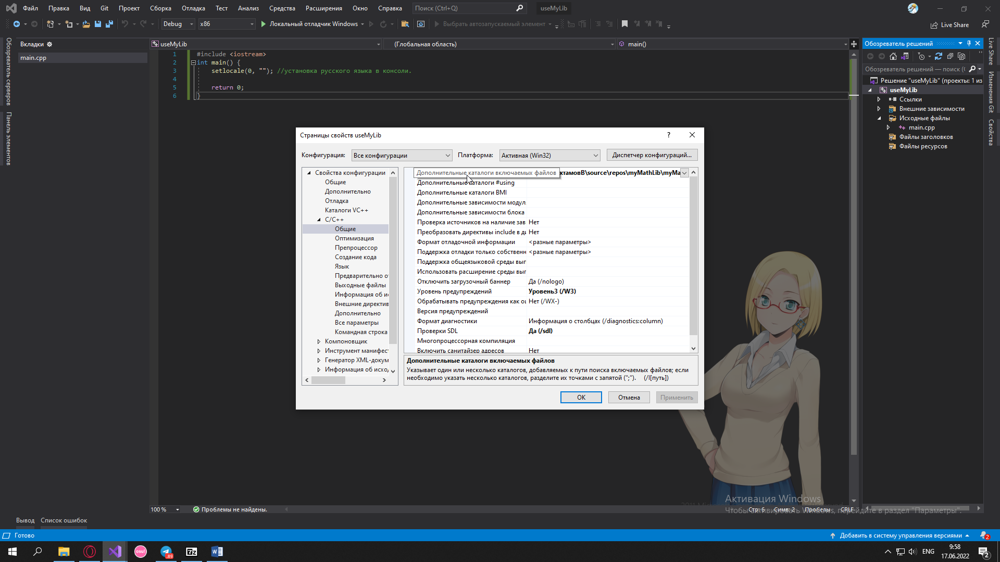 Файл Правка Вид Git Проект Сборка Отладка Тест Анализ Средства Расширения Окно Справка Поиск (Ctrl+Q) useMyLib
Debug x86 Локальный отладчик Windows Выбрать автозапускаемый элемент Live Share
Обозреватель серверов
Панель элементов
Вкладки
main.cpp
useMyLib (Глобальная область) main()
1 #include <iostream>
2 int main() {
3 setlocale(0, ""); //установка русского языка в консоли.
4
5 return 0;
6 }
Страницы свойств useMyLib ?
Конфигурация: Все конфигурации Платформа: Активная (Win32) Диспетчер конфигураций...
Свойства конфигурации
Общие
Дополнительно
Отладка
Каталоги VC++
C/C++
Общие
Оптимизация
Препроцессор
Создание кода
Язык
Предварительно о
Выходные файлы
Информация об и
Внешние директив
Дополнительно
Все параметры
Командная строка
Компоновщик
Инструмент манифес
Генератор XML-докум
Информация об исхо
Дополнительные каталоги включаемых файлов хтамовВ\source\repos\myMathLib\myMa
Дополнительные каталоги #using
Дополнительные каталоги BMI
Дополнительные зависимости модул
Дополнительные зависимости блока
Проверка источников на наличие зав Нет
Преобразовать директивы include в ди Нет
Формат отладочной информации <разные параметры>
Поддержка отладки только собственн <разные параметры>
Поддержка общеязыковой среды вып
Использовать расширение среды вып
Отключить загрузочный баннер Да (/nologo)
Уровень предупреждений Уровень3 (/W3)
Обрабатывать предупреждения как ош Нет (/WX-)
Версия предупреждений
Формат диагностики Информация о столбцах (/diagnostics:column)
Проверки SDL Да (/sdl)
Многопроцессорная компиляция
Включить санитайзер адресов Нет
Дополнительные каталоги включаемых файлов
Указывает один или несколько каталогов, добавляемых к пути поиска включаемых файлов; если
необходимо указать несколько каталогов, разделите их точками с запятой (";"). (/I[путь])
OK Отмена Применить
Обозреватель решений
Обозреватель решений — поиск (
Решение "useMyLib" (проекты: 1 из
useMyLib
Ссылки
Внешние зависимости
Исходные файлы
main.cpp
Файлы заголовков
Файлы ресурсов
Live Share
Изменения Git
Свойства
Активация Windows
Чтобы активировать Windows, перейдите в раздел "Параметры".
100 % Проблемы не найдены. Стр: 6 Симв: 2 Пробелы CRLF
Вывод Список ошибок
Готово Добавить в систему управления версиями 2
osu! 89 7z ENG 9:58
17.06.2022 2